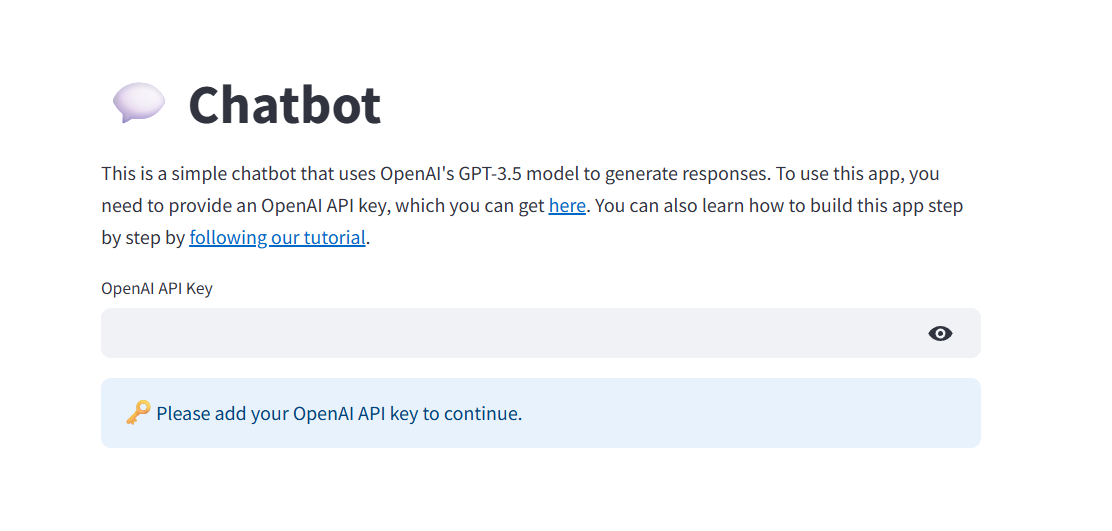 Chatbot
This is a simple chatbot that uses OpenAI's GPT-3.5 model to generate responses. To use this app, you
need to provide an OpenAI API key, which you can get here. You can also learn how to build this app step
by step by following our tutorial.
OpenAI API Key
Please add your OpenAI API key to continue.